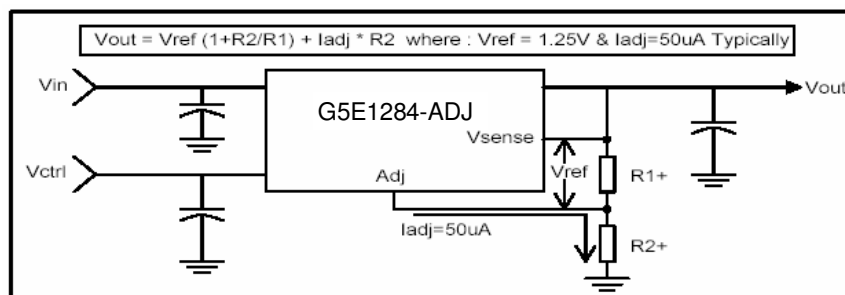 Vout = Vref (1+R2/R1) + Iadj * R2 where : Vref = 1.25V & Iadj=50uA Typically
Vin
G5E1284-ADJ
Vout
Vsense
Vctrl
Adj
Vref
R1+
Iadj=50uA
R2+